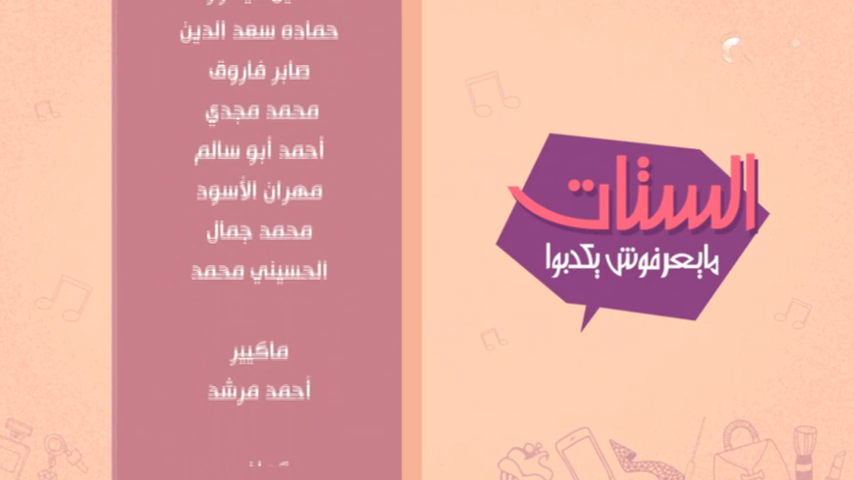 حماده سعد الدين
صابر فاروق
محمد مجدي
أحمد أبو سالم
مهران الأسود
محمد جمال
الحسيني محمد
ماكيير
أحمد مرشد
الستات
مايعرفوش يكدبوا